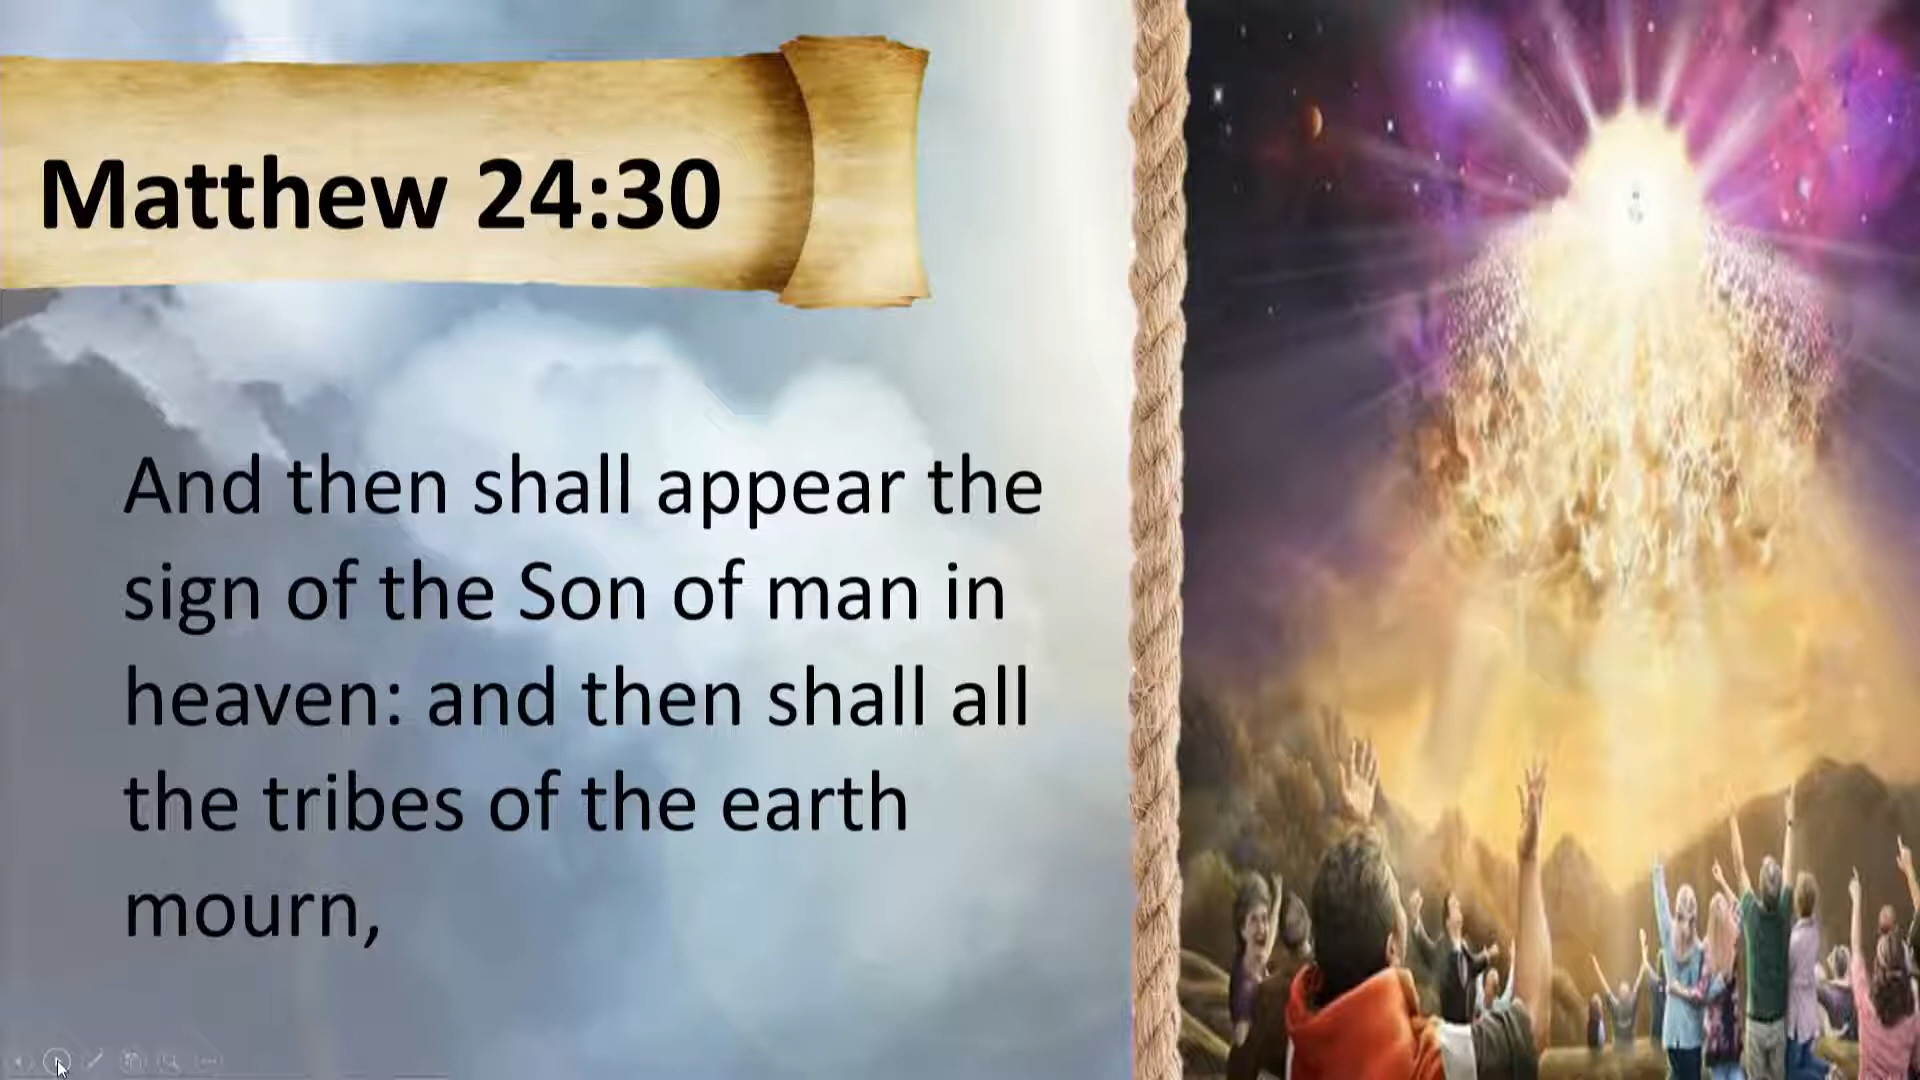 Matthew 24:30
And then shall appear the
sign of the Son of man in
heaven: and then shall all
the tribes of the earth
mourn,